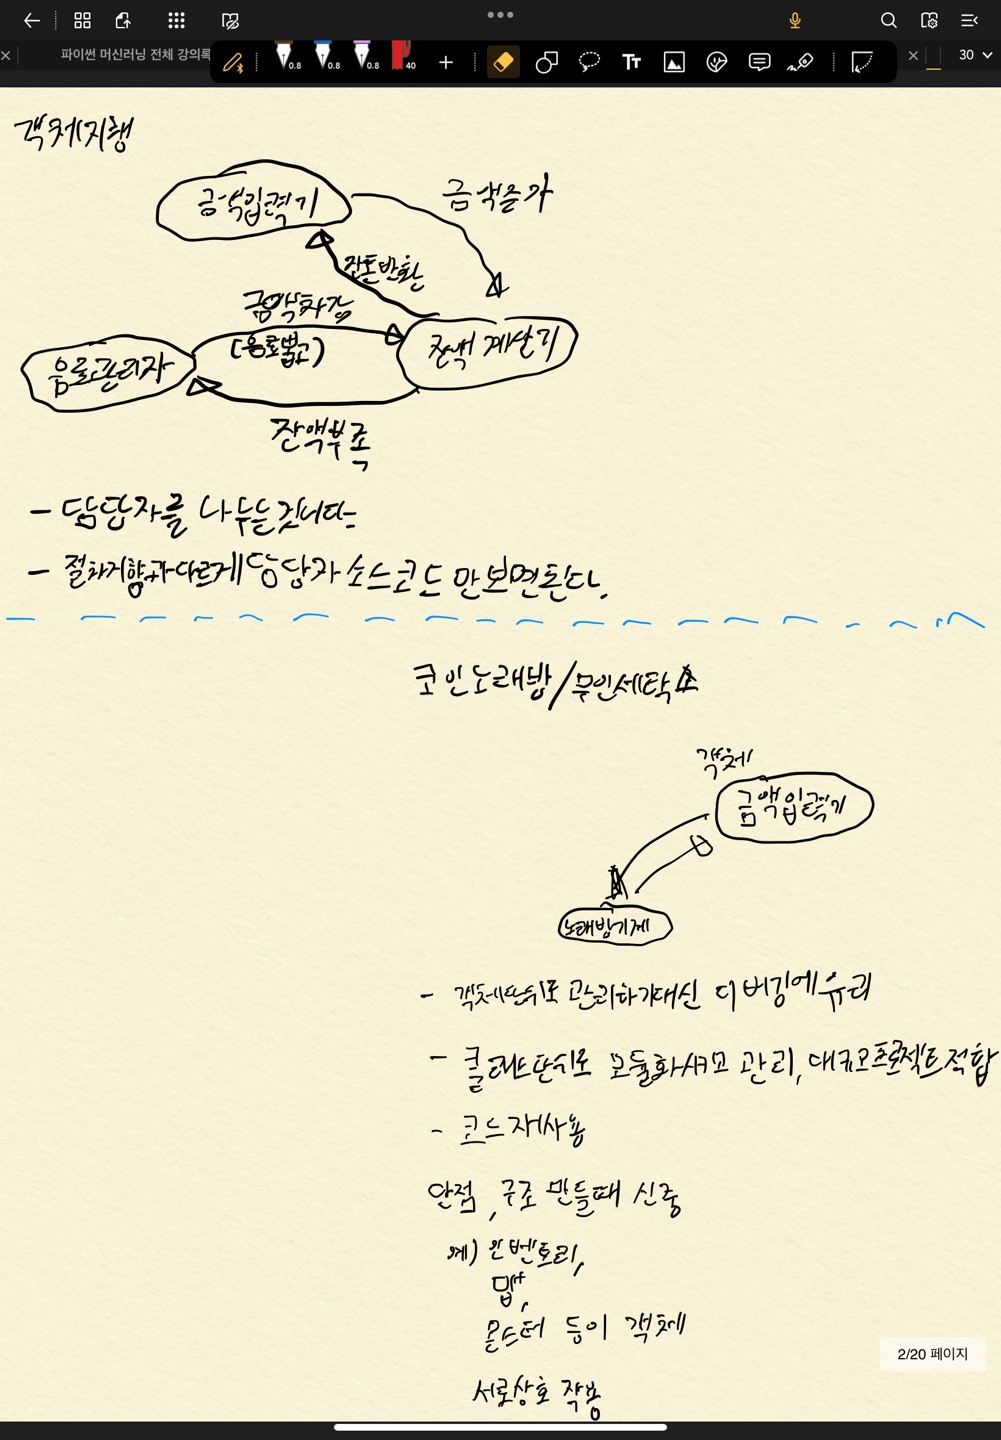 파이썬 머신러닝 전체 강의록
0.8
0.8
0.8
40
30
객체지행
금액입력기
금액증가
잔돈반환
금액차감
(음료뽑고)
잔액계산기
음료관리자
잔액부족
- 담당자를 나누는것이다
- 절차지향과다르게담당자 소스코드만보면된다.
코인노래방/무인세탁소
객체
금액입력기
노래방기계
- 객체단위로 관리하기대신 디버깅에유리
- 클래스단위로 모듈화시켜 관리, 대규모프로젝트적합
- 코드재사용
단점, 구조 만들때 신중
예) 인벤토리,
맵,
몬스터 등이 객체
서로상호 작용
2/20 페이지